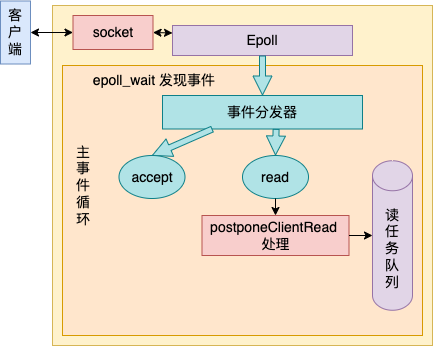 客户端
socket
Epoll
epoll_wait 发现事件
事件分发器
主事件循环
accept
read
postponeClientRead
处理
读任务队列